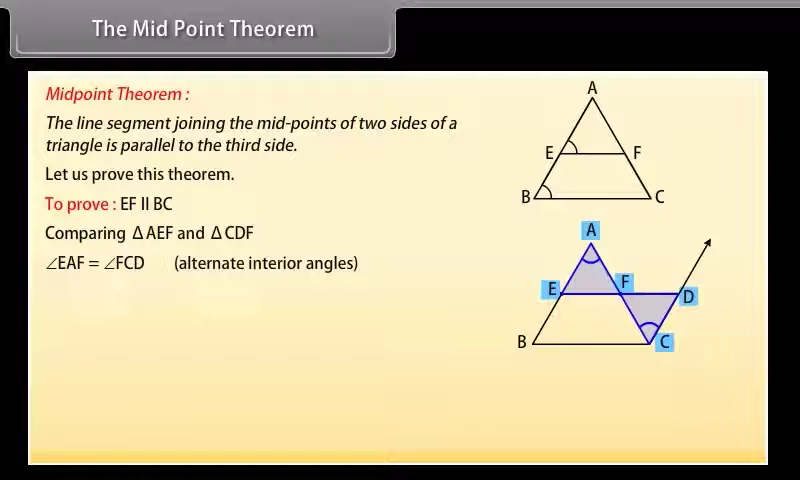 The Mid Point Theorem
Midpoint Theorem :
The line segment joining the mid-points of two sides of a
triangle is parallel to the third side.
Let us prove this theorem.
To prove : EF II BC
Comparing Δ AEF and Δ CDF
∠EAF = ∠FCD (alternate interior angles)
A
E F
B C
A
E F D
B C